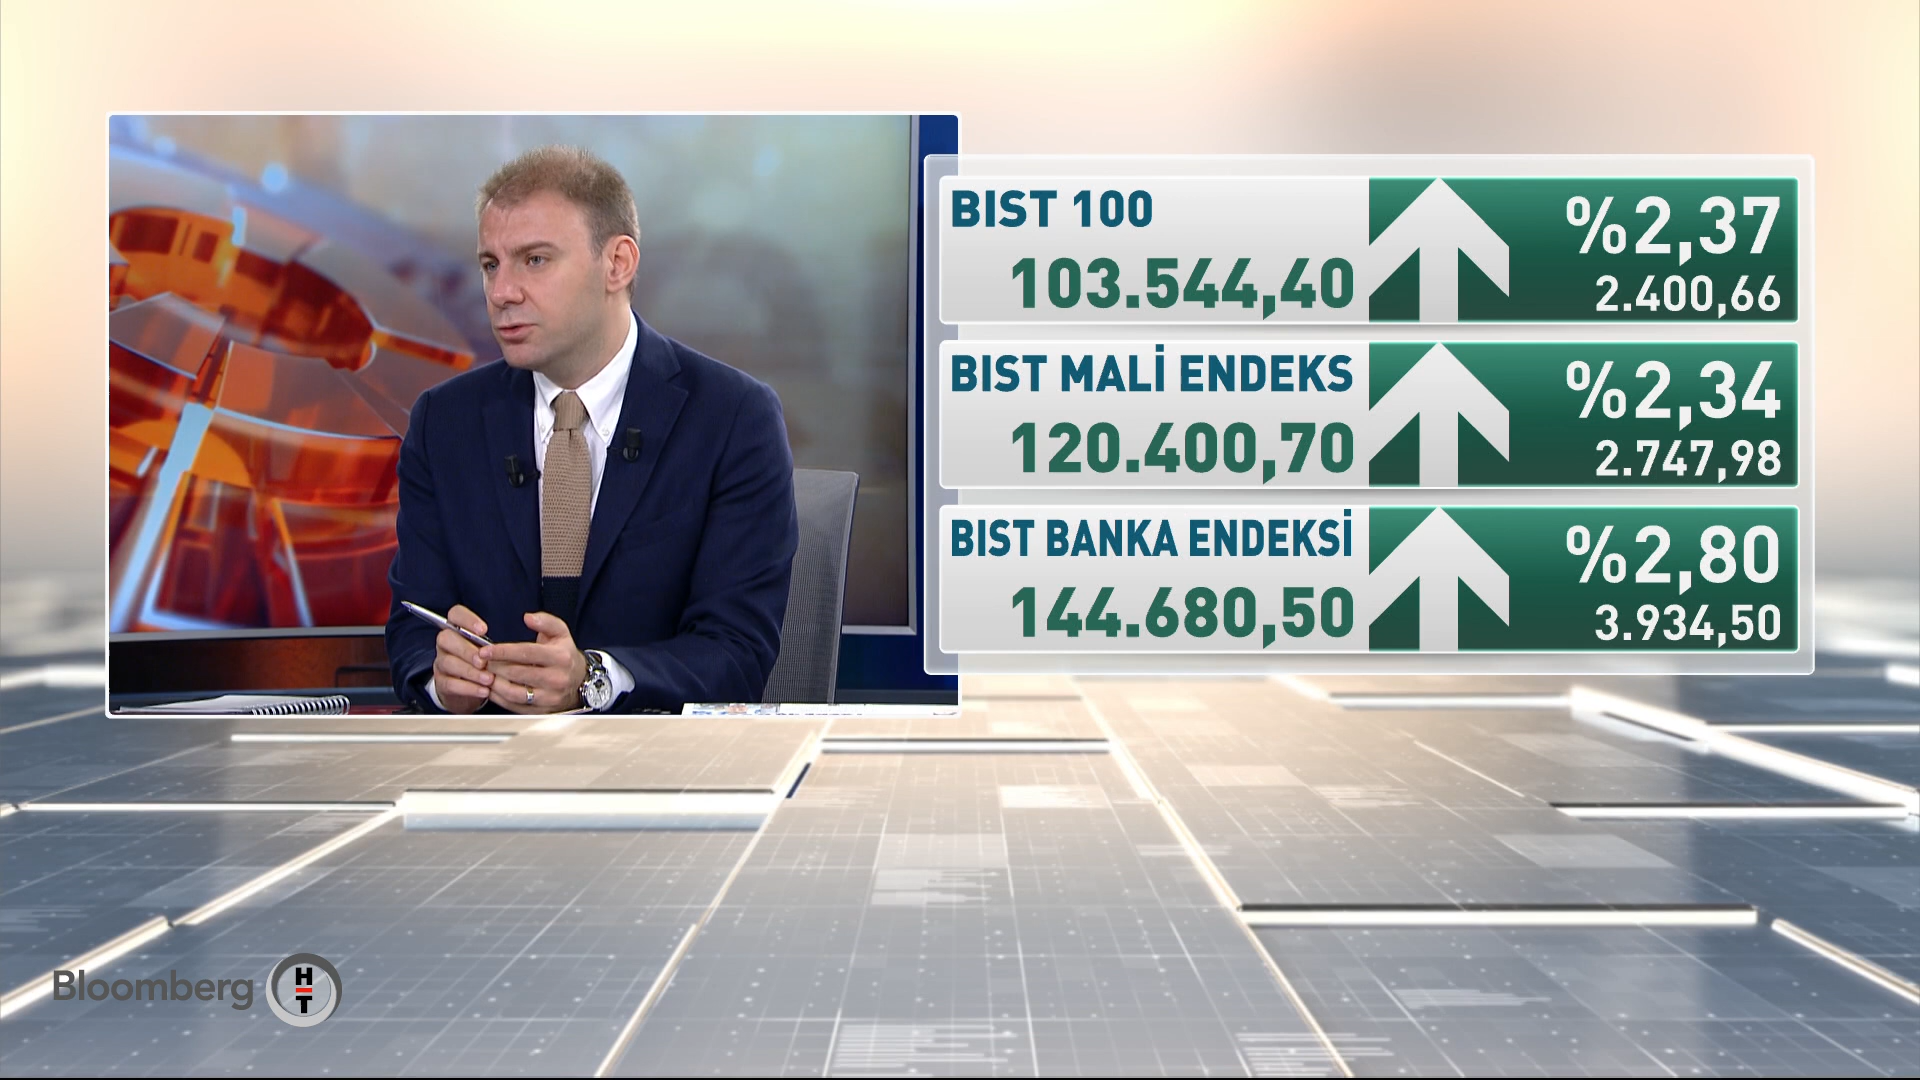 BIST 100
103.544,40
%2,37
2.400,66
BIST MALİ ENDEKS
120.400,70
%2,34
2.747,98
BIST BANKA ENDEKSİ
144.680,50
%2,80
3.934,50
Bloomberg HT